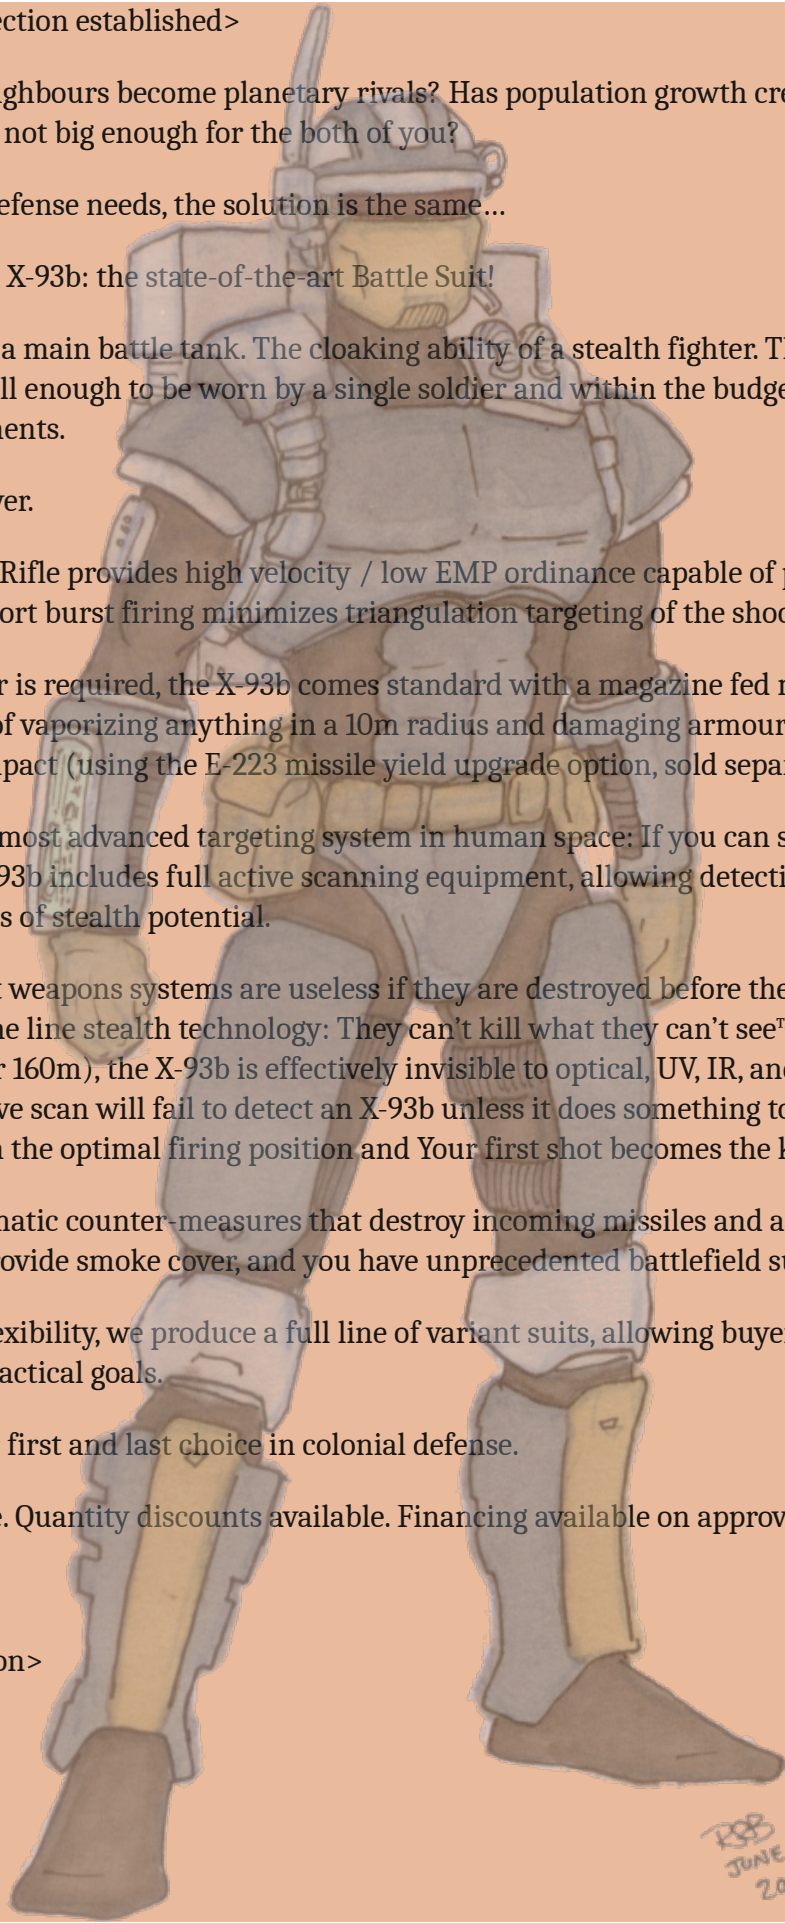 ection established>
ghbours become planetary rivals? Has population growth cre
not big enough for the both of you?
efense needs, the solution is the same…
X-93b: the state-of-the-art Battle Suit!
a main battle tank. The cloaking ability of a stealth fighter. Th
ll enough to be worn by a single soldier and within the budge
nents.
ver.
Rifle provides high velocity / low EMP ordinance capable of p
ort burst firing minimizes triangulation targeting of the shoo
r is required, the X-93b comes standard with a magazine fed m
of vaporizing anything in a 10m radius and damaging armour
pact (using the E-223 missile yield upgrade option, sold separ
most advanced targeting system in human space: If you can s
93b includes full active scanning equipment, allowing detecti
s of stealth potential.
t weapons systems are useless if they are destroyed before the
ne line stealth technology: They can’t kill what they can’t see™
r 160m), the X-93b is effectively invisible to optical, UV, IR, and
ve scan will fail to detect an X-93b unless it does something to
n the optimal firing position and Your first shot becomes the k
matic counter-measures that destroy incoming missiles and a
rovide smoke cover, and you have unprecedented battlefield su
exibility, we produce a full line of variant suits, allowing buyer
actical goals.
first and last choice in colonial defense.
e. Quantity discounts available. Financing available on approv
on>
RSB
JUNE
20